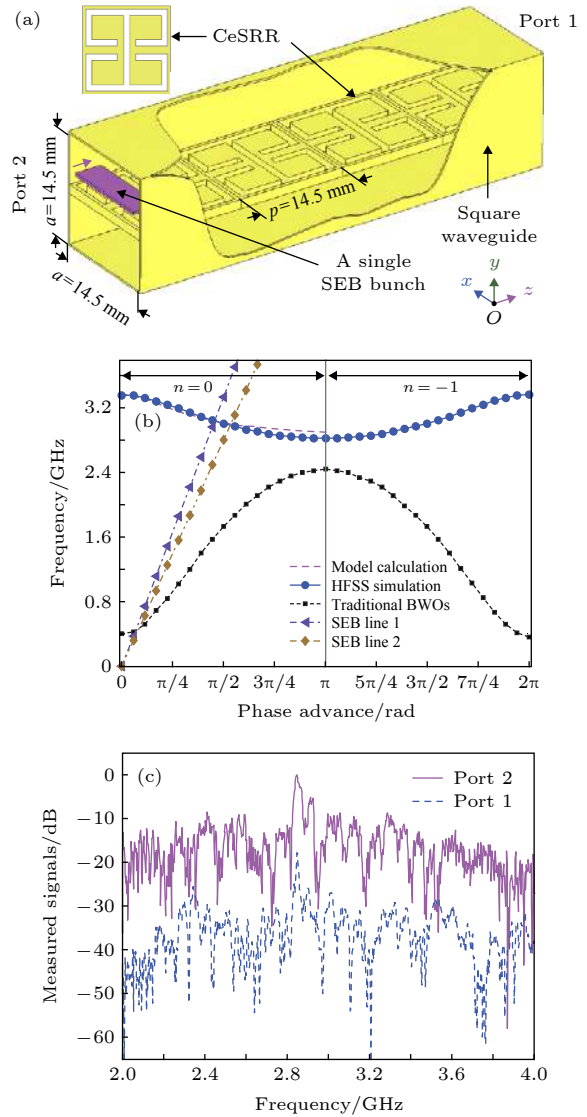 (a)
CeSRR
Port 1
Port 2
a=14.5 mm
a=14.5 mm
p=14.5 mm
A single
SEB bunch
Square
waveguide
x
y
z
O
(b)
n=0
n=−1
Frequency/GHz
3.2
2.4
1.6
0.8
0
Model calculation
HFSS simulation
Traditional BWOs
SEB line 1
SEB line 2
0
π/4
π/2
3π/4
π
5π/4
3π/2
7π/4
2π
Phase advance/rad
(c)
Port 2
Port 1
Measured signals/dB
0
−10
−20
−30
−40
−50
−60
2.0
2.4
2.8
3.2
3.6
4.0
Frequency/GHz